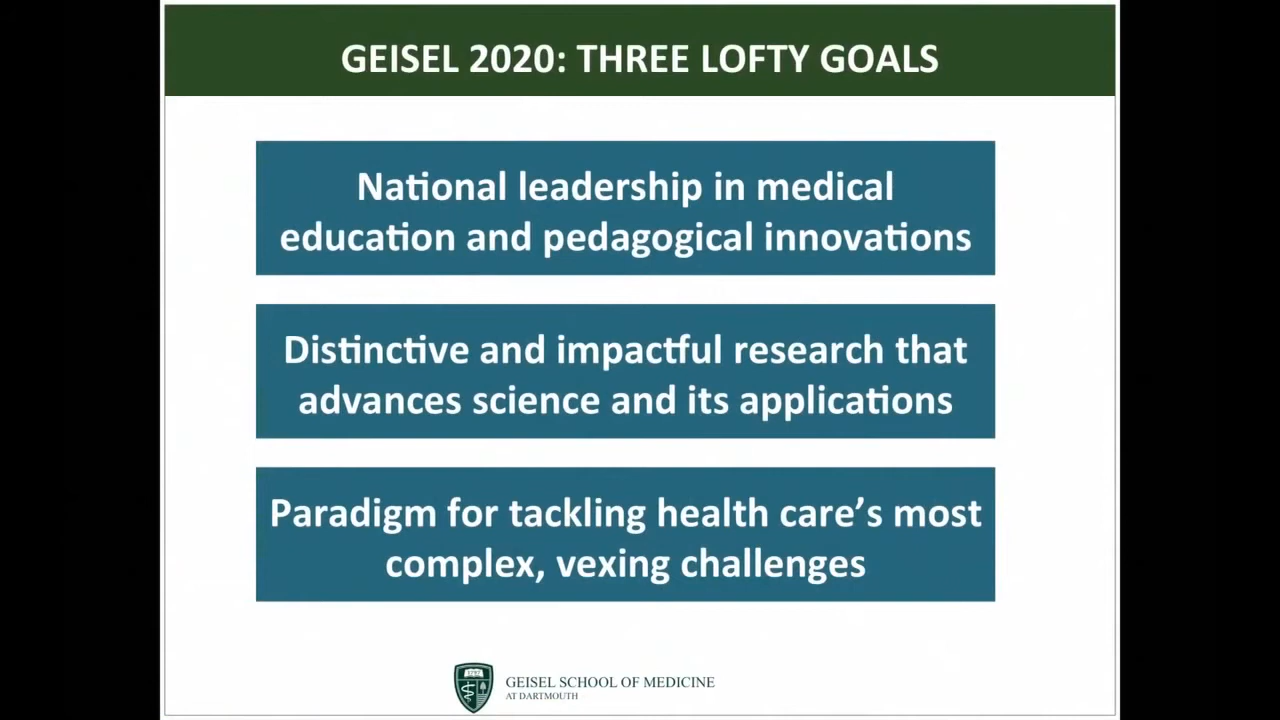 GEISEL 2020: THREE LOFTY GOALS
National leadership in medical
education and pedagogical innovations
Distinctive and impactful research that
advances science and its applications
Paradigm for tackling health care’s most
complex, vexing challenges
GEISEL SCHOOL OF MEDICINE
AT DARTMOUTH